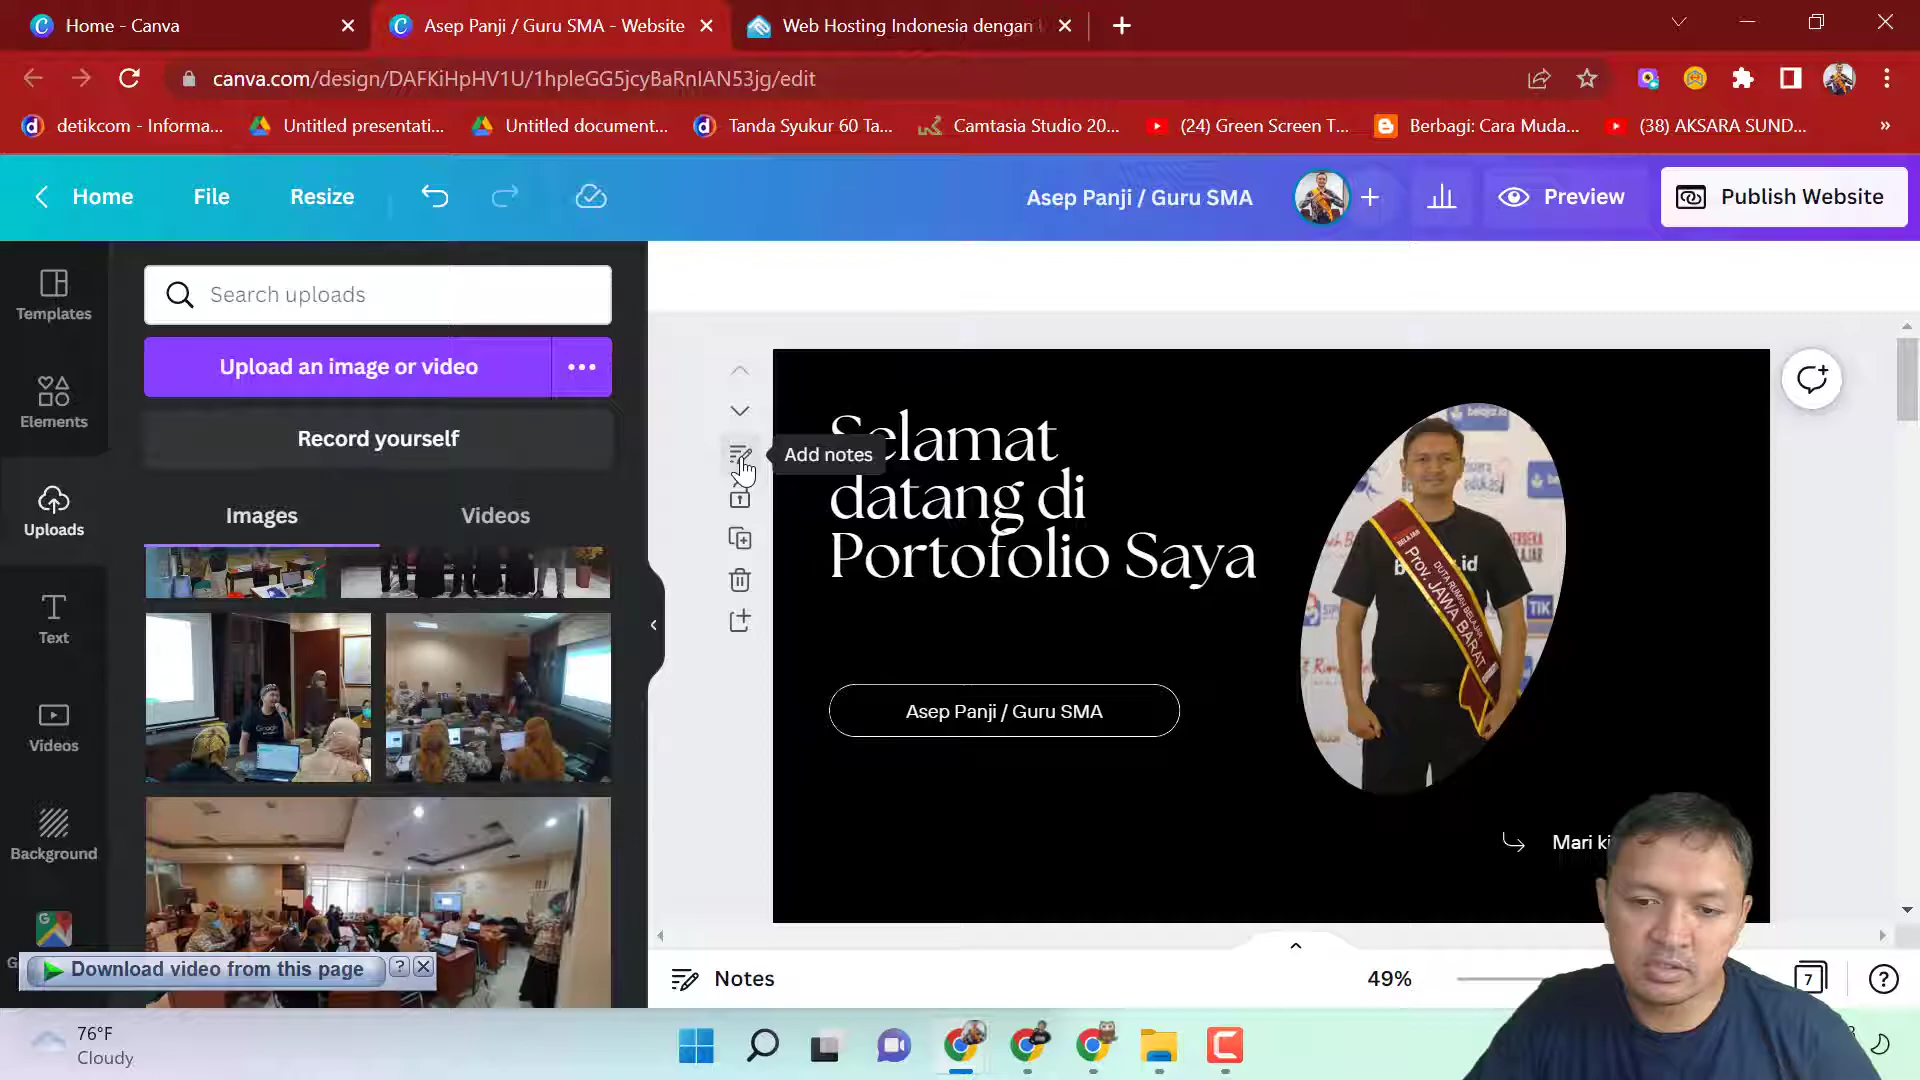 Home - Canva
Asep Panji / Guru SMA - Website
Web Hosting Indonesia dengan
canva.com/design/DAFKiHpHV1U/1hpleGG5jcyBaRnIAN53jg/edit
detikcom - Informa...
Untitled presentati...
Untitled document...
Tanda Syukur 60 Ta...
Camtasia Studio 20...
(24) Green Screen T...
Berbagi: Cara Muda...
(38) AKSARA SUND...
Home
File
Resize
Asep Panji / Guru SMA
Preview
Publish Website
Templates
Elements
Uploads
Text
Videos
Background
Search uploads
Upload an image or video
Record yourself
Images
Videos
Add notes
Selamat
datang di
Portofolio Saya
Asep Panji / Guru SMA
DUTA RUMAH BELAJAR
Prov. JAWA BARAT
TIK
Mari ki
Download video from this page
?
Notes
49%
7
76°F
Cloudy